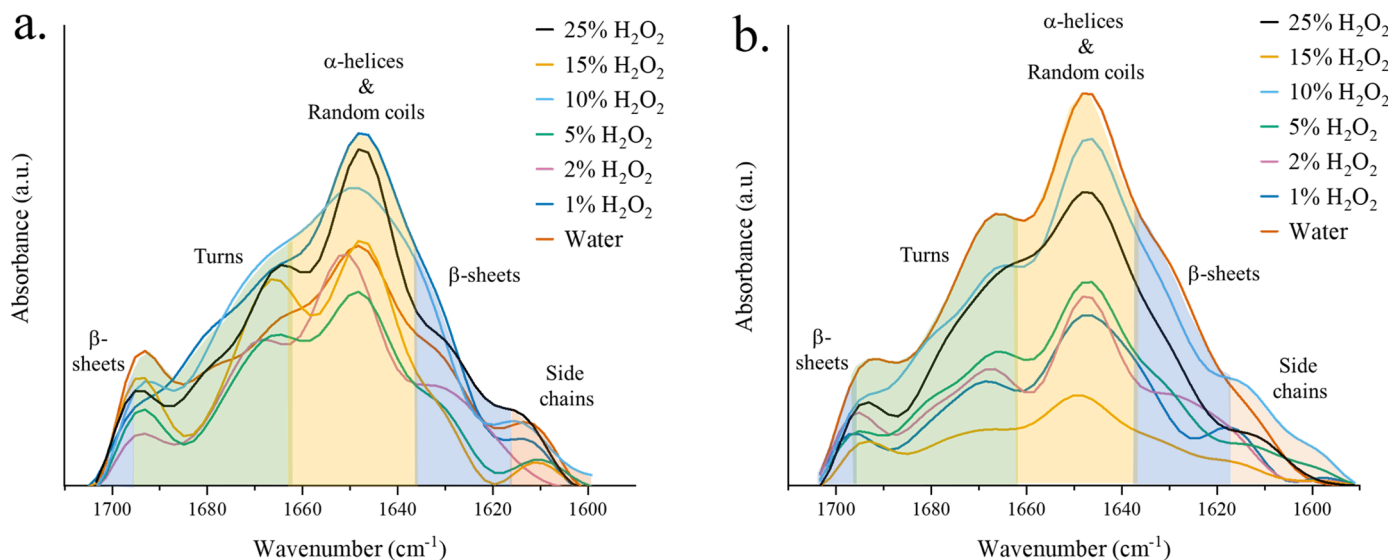 a.
25% H₂O₂
15% H₂O₂
10% H₂O₂
5% H₂O₂
2% H₂O₂
1% H₂O₂
Water
α-helices
&
Random coils
Turns
β-sheets
β-
sheets
Side
chains
Absorbance (a.u.)
1700
1680
1660
1640
1620
1600
Wavenumber (cm⁻¹)
b.
25% H₂O₂
15% H₂O₂
10% H₂O₂
5% H₂O₂
2% H₂O₂
1% H₂O₂
Water
α-helices
&
Random coils
Turns
β-sheets
β-
sheets
Side
chains
Absorbance (a.u.)
1700
1680
1660
1640
1620
1600
Wavenumber (cm⁻¹)